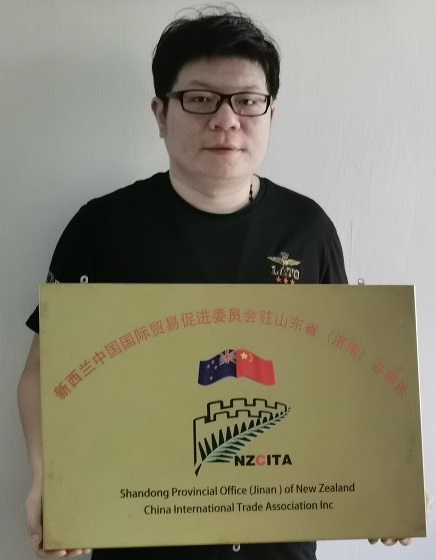 LATO
新西兰中国国际贸易促进委员会驻山东省（济南）办事处
NZCITA
Shandong Provincial Office (Jinan ) of New Zealand
China International Trade Association Inc